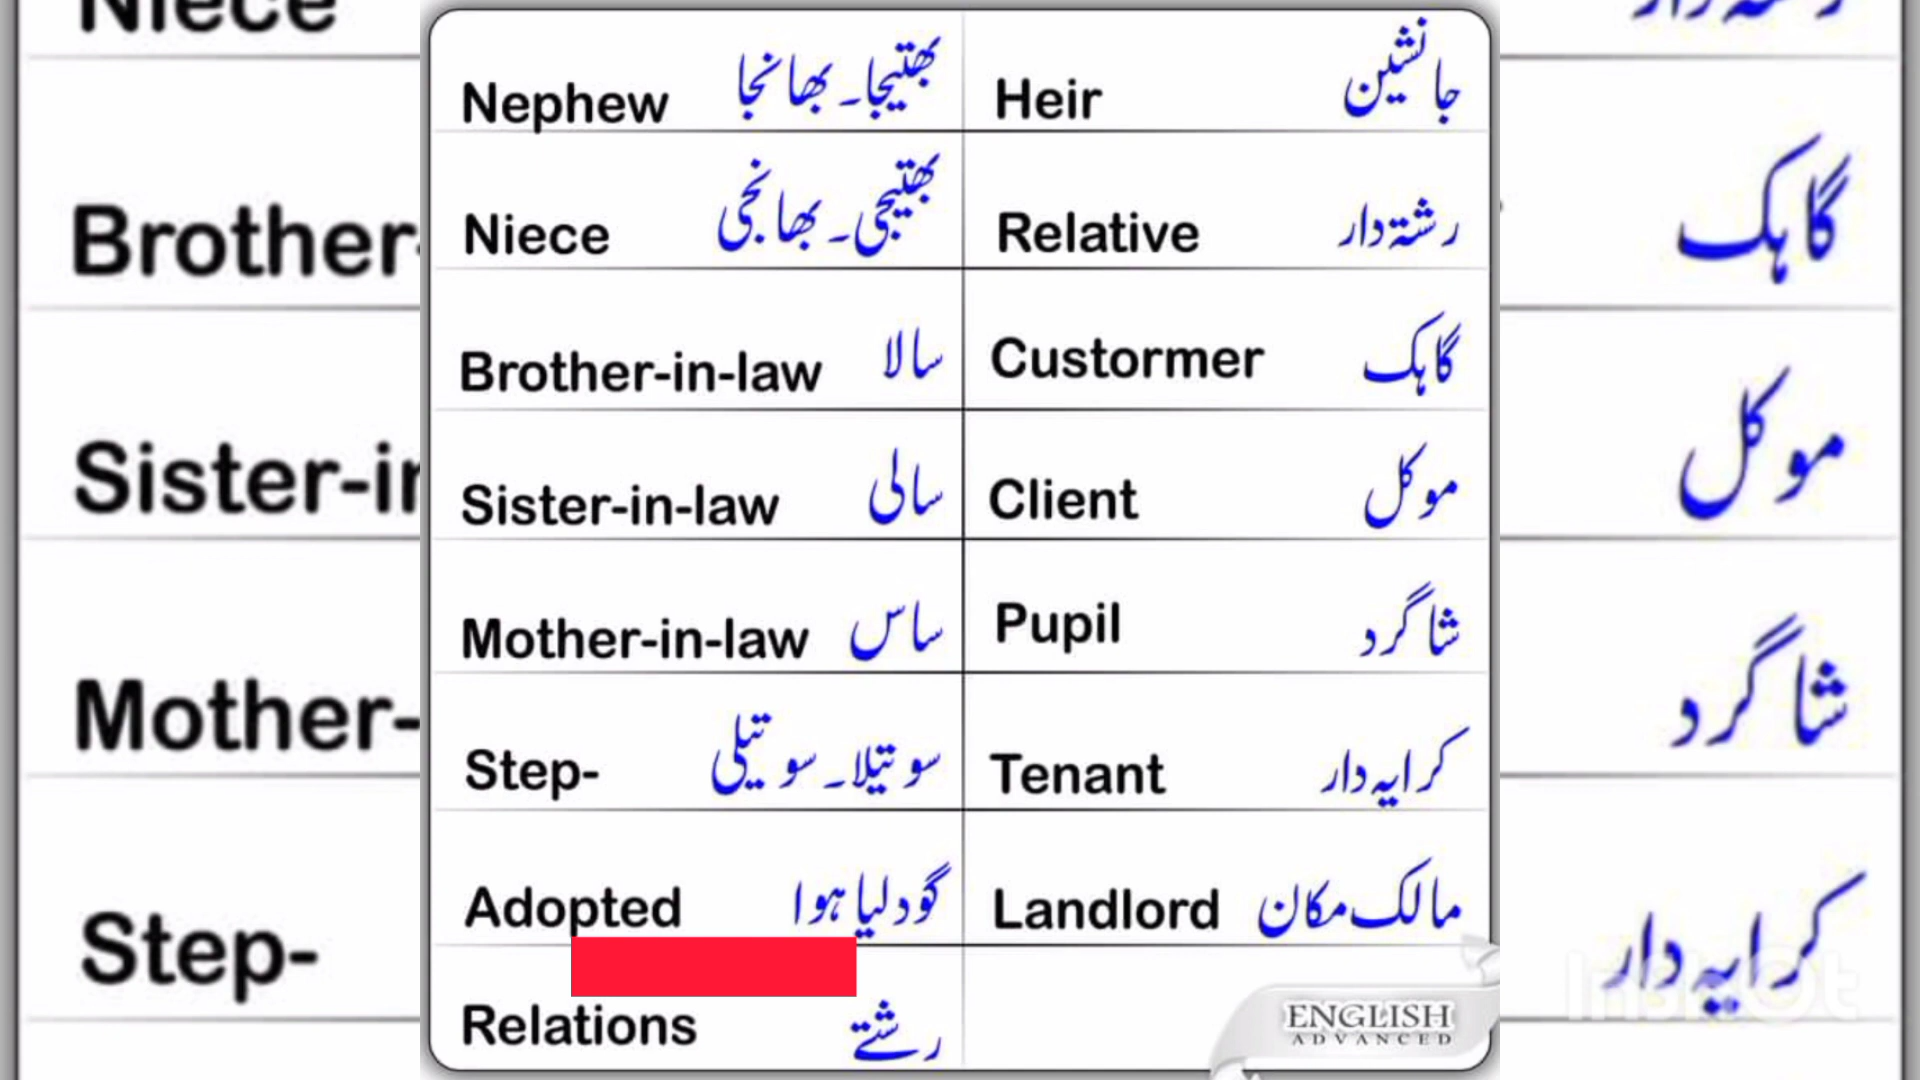 Nephew بھتیجا۔بھانجا Heir جانشین
Niece بھتیجی۔بھانجی Relative رشتہ دار
Brother-in-law سالا Custormer گاہک
Sister-in-law سالی Client موکل
Mother-in-law ساس Pupil شاگرد
Step- سوتیلا۔سوتیلی Tenant کرایہ دار
Adopted گود لیا ہوا Landlord مالک مکان
Relations رشتے
ENGLISH
ADVANCED
Niece
Brother-
Sister-in
Mother-
Step-
گاہک
موکل
شاگرد
کرایہ دار